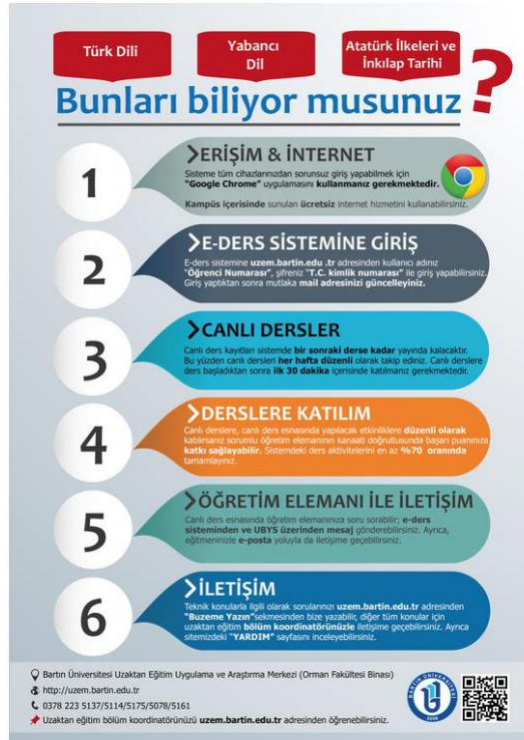 Türk Dili
Yabancı
Dil
Atatürk İlkeleri ve
İnkılap Tarihi
Bunları biliyor musunuz ?
1
ERİŞİM & İNTERNET
Sisteme tüm cihazlarınızdan sorunsuz giriş yapabilmek için
"Google Chrome" uygulamasını kullanmanız gerekmektedir.
Kampüs içerisinde sunulan ücretsiz internet hizmetini kullanabilirsiniz.
2
E-DERS SİSTEMİNE GİRİŞ
E-ders sistemine uzem.bartin.edu .tr adresinden kullanıcı adınız
"Öğrenci Numarası", şifreniz "T.C. kimlik numarası" ile giriş yapabilirsiniz.
Giriş yaptıktan sonra mutlaka mail adresinizi güncelleyiniz.
3
CANLI DERSLER
Canlı ders kayıtları sistemde bir sonraki derse kadar yayında kalacaktır.
Bu yüzden canlı dersleri her hafta düzenli olarak takip ediniz. Canlı derslere
ders başladıktan sonra ilk 30 dakika içerisinde katılmanız gerekmektedir.
4
DERSLERE KATILIM
Canlı derslere, canlı ders esnasında yapılacak etkinliklere düzenli olarak
katılırsanız sorumlu öğretim elemanının kanaati doğrultusunda başarı puanınıza
katkı sağlayabilir. Sistemdeki ders aktivitelerini en az %70 oranında
tamamlayınız.
5
ÖĞRETİM ELEMANI İLE İLETİŞİM
Canlı ders esnasında öğretim elemanınıza soru sorabilir; e-ders
sisteminden ve UBYS üzerinden mesaj gönderebilirsiniz. Ayrıca,
eğitmeninizle e-posta yoluyla da iletişime geçebilirsiniz.
6
İLETİŞİM
Teknik konularla ilgili olarak sorularınızı uzem.bartin.edu.tr adresinden
"Buzeme Yazın"sekmesinden bize yazabilir, diğer tüm konular için
uzaktan eğitim bölüm koordinatörünüzle iletişime geçebilirsiniz. Ayrıca
sitemizdeki "YARDIM" sayfasını inceleyebilirsiniz.
Bartın Üniversitesi Uzaktan Eğitim Uygulama ve Araştırma Merkezi (Orman Fakültesi Binası)
http://uzem.bartin.edu.tr
0378 223 5137/5114/5175/5078/5161
Uzaktan eğitim bölüm koordinatörünüzü uzem.bartin.edu.tr adresinden öğrenebilirsiniz.
BARTIN ÜNİVERSİTESİ
2008